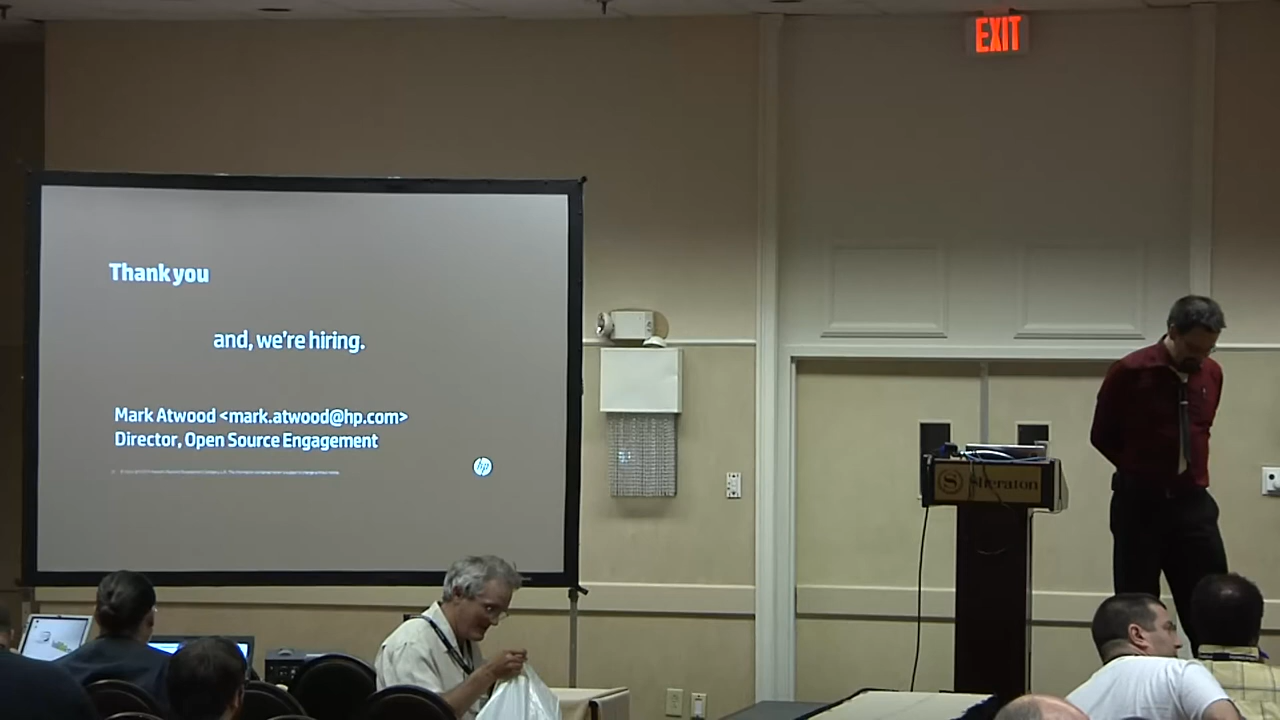 EXIT
Thank you
and, we're hiring.
Mark Atwood <mark.atwood@hp.com>
Director, Open Source Engagement
hp
Sheraton